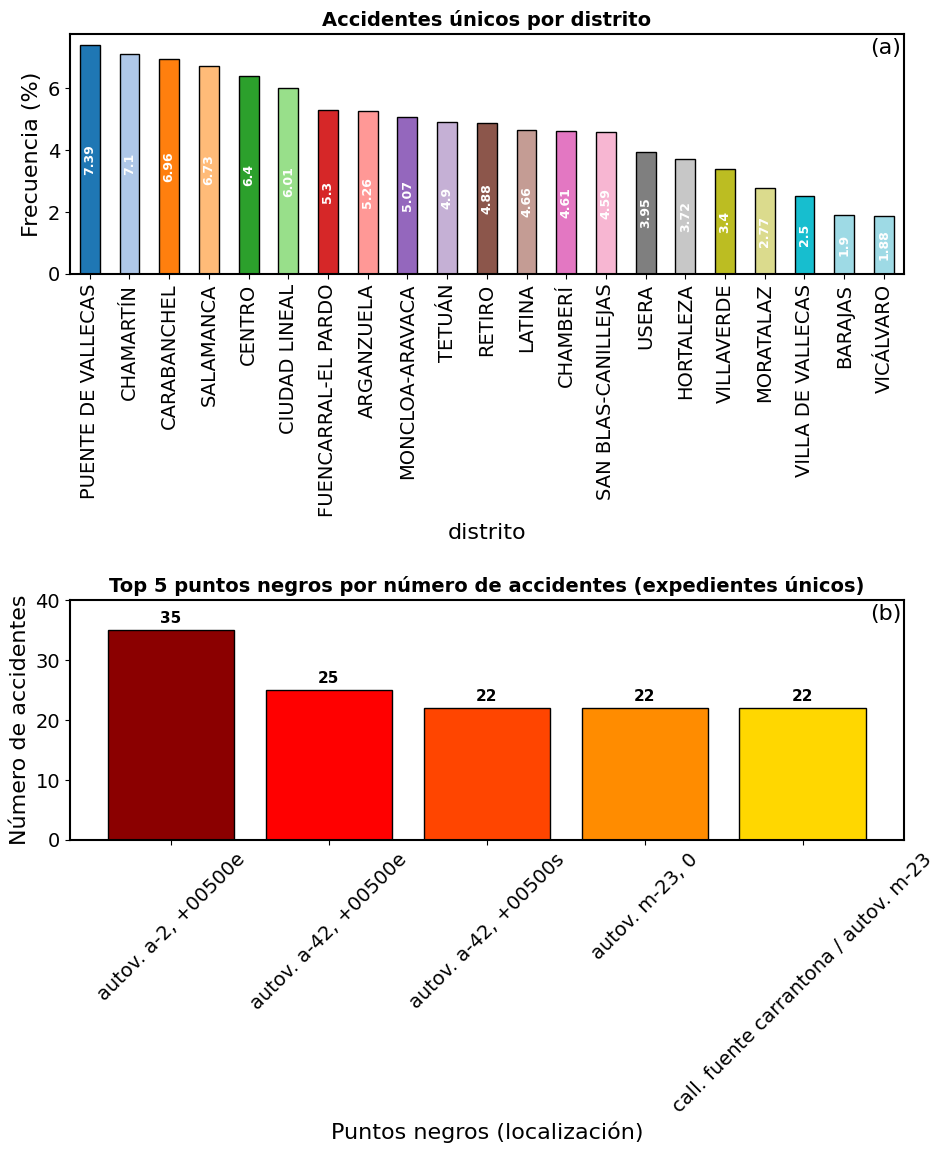 Accidentes únicos por distrito
(a)
Frecuencia (%)
6
4
2
0
7.39
7.1
6.96
6.73
6.4
6.01
5.3
5.26
5.07
4.9
4.88
4.66
4.61
4.59
3.95
3.72
3.4
2.77
2.5
1.9
1.88
PUENTE DE VALLECAS
CHAMARTÍN
CARABANCHEL
SALAMANCA
CENTRO
CIUDAD LINEAL
FUENCARRAL-EL PARDO
ARGANZUELA
MONCLOA-ARAVACA
TETUÁN
RETIRO
LATINA
CHAMBERÍ
SAN BLAS-CANILLEJAS
USERA
HORTALEZA
VILLAVERDE
MORATALAZ
VILLA DE VALLECAS
BARAJAS
VICÁLVARO
distrito
Top 5 puntos negros por número de accidentes (expedientes únicos)
(b)
Número de accidentes
40
30
20
10
0
35
25
22
22
22
autov. a-2, +00500e
autov. a-42, +00500e
autov. a-42, +00500s
autov. m-23, 0
call. fuente carrantona / autov. m-23
Puntos negros (localización)